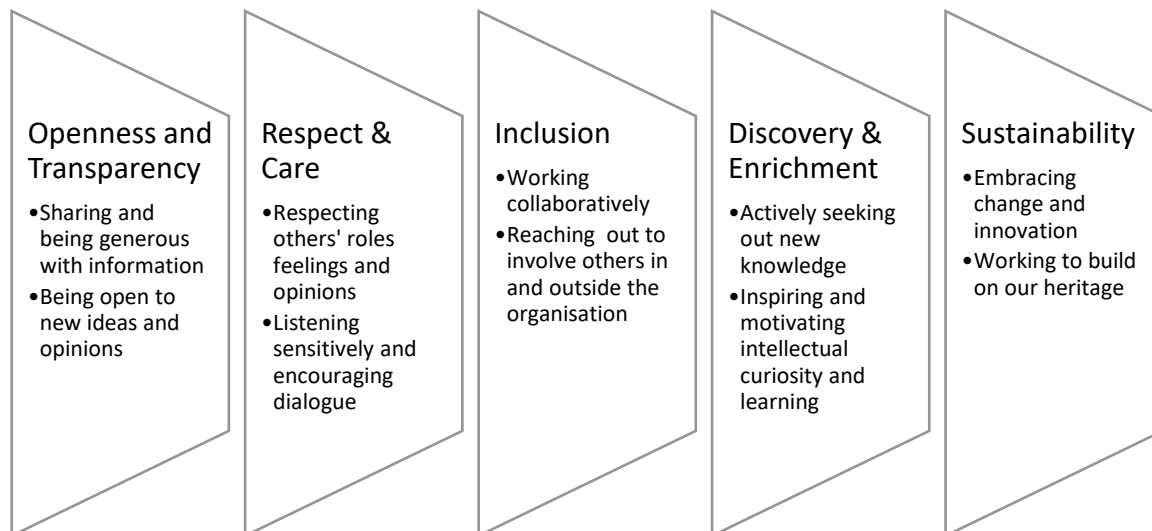 Openness and
Transparency
•Sharing and
being generous
with information
•Being open to
new ideas and
opinions
Respect &
Care
•Respecting
others' roles
feelings and
opinions
•Listening
sensitively and
encouraging
dialogue
Inclusion
•Working
collaboratively
•Reaching  out to
involve others in
and outside the
organisation
Discovery &
Enrichment
•Actively seeking
out new
knowledge
•Inspiring and
motivating
intellectual
curiosity and
learning
Sustainability
•Embracing
change and
innovation
•Working to build
on our heritage